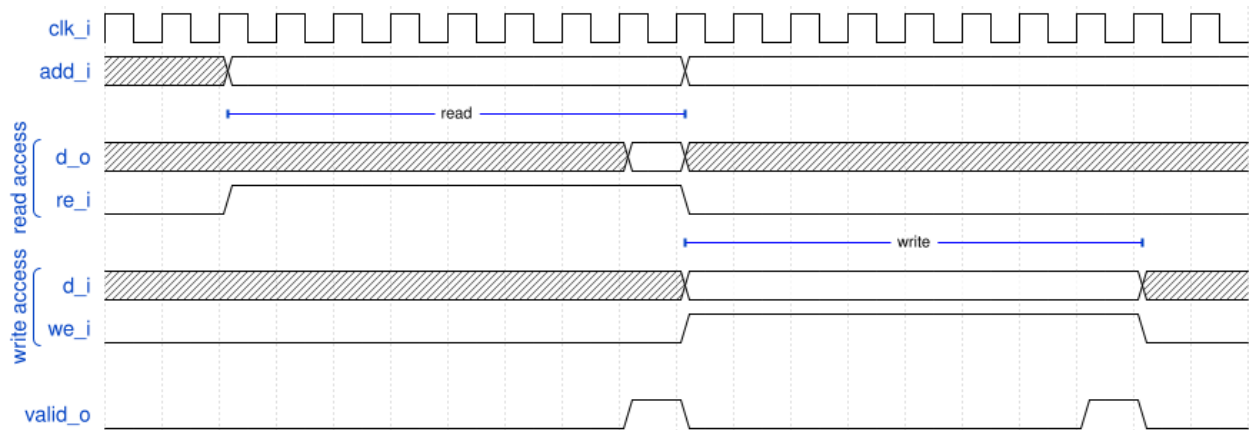 clk_i
add_i
read
read access
d_o
re_i
write
write access
d_i
we_i
valid_o